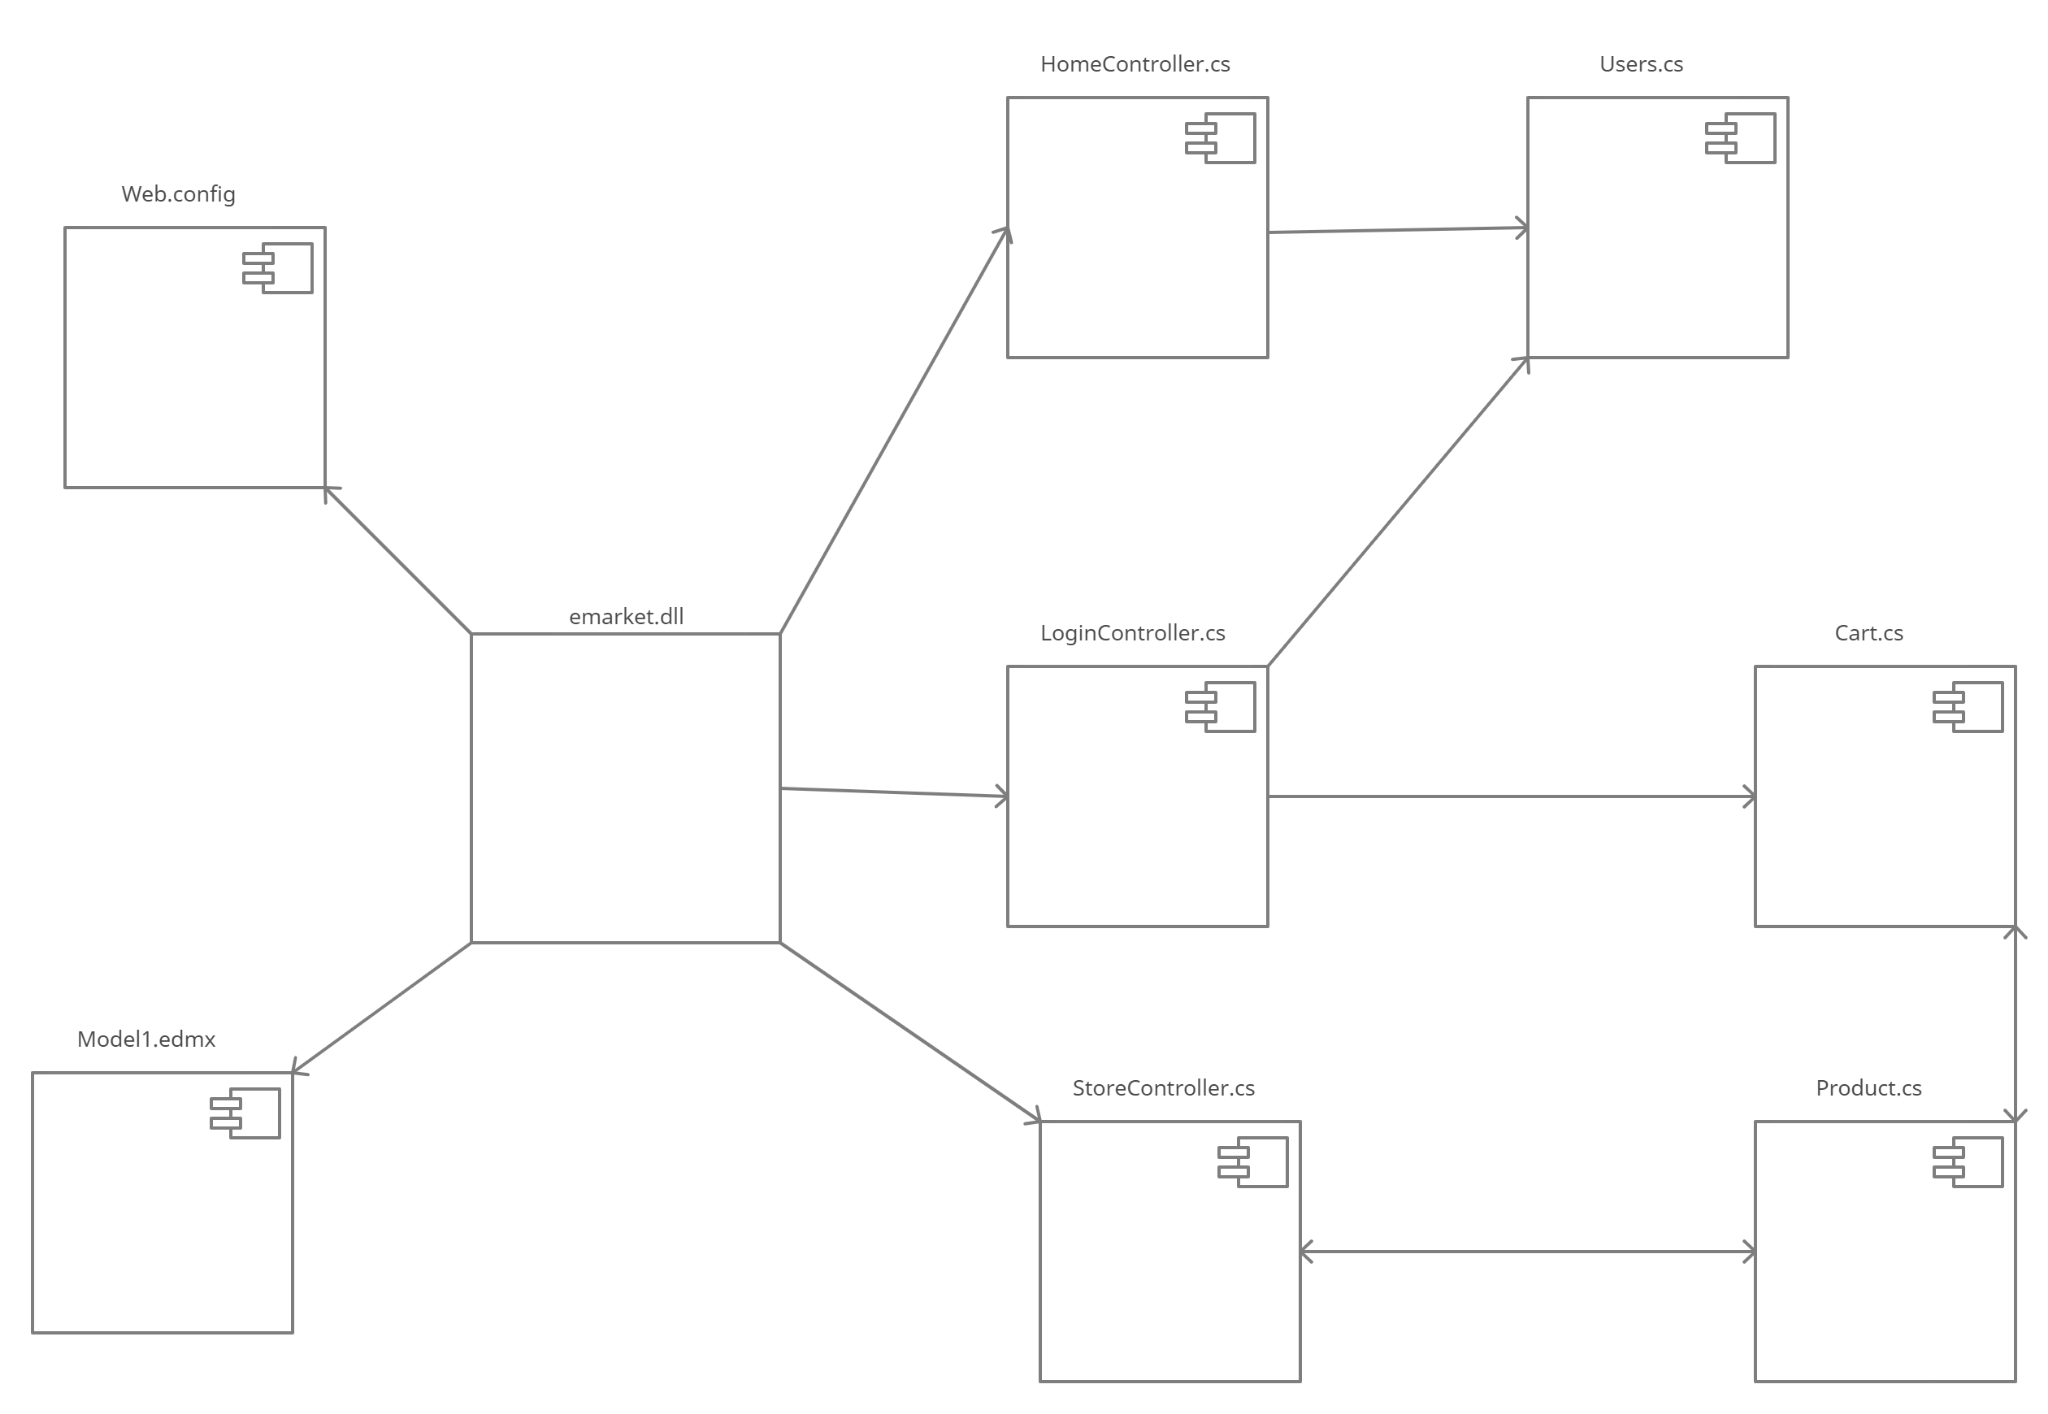 HomeController.cs
Users.cs
Web.config
emarket.dll
LoginController.cs
Cart.cs
Model1.edmx
StoreController.cs
Product.cs